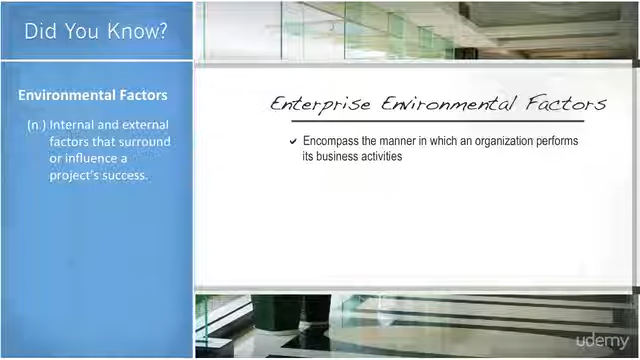 Did You Know?
Environmental Factors
(n.) Internal and external
factors that surround
or influence a
project's success.
Enterprise Environmental Factors
✔ Encompass the manner in which an organization performs
its business activities
udemy